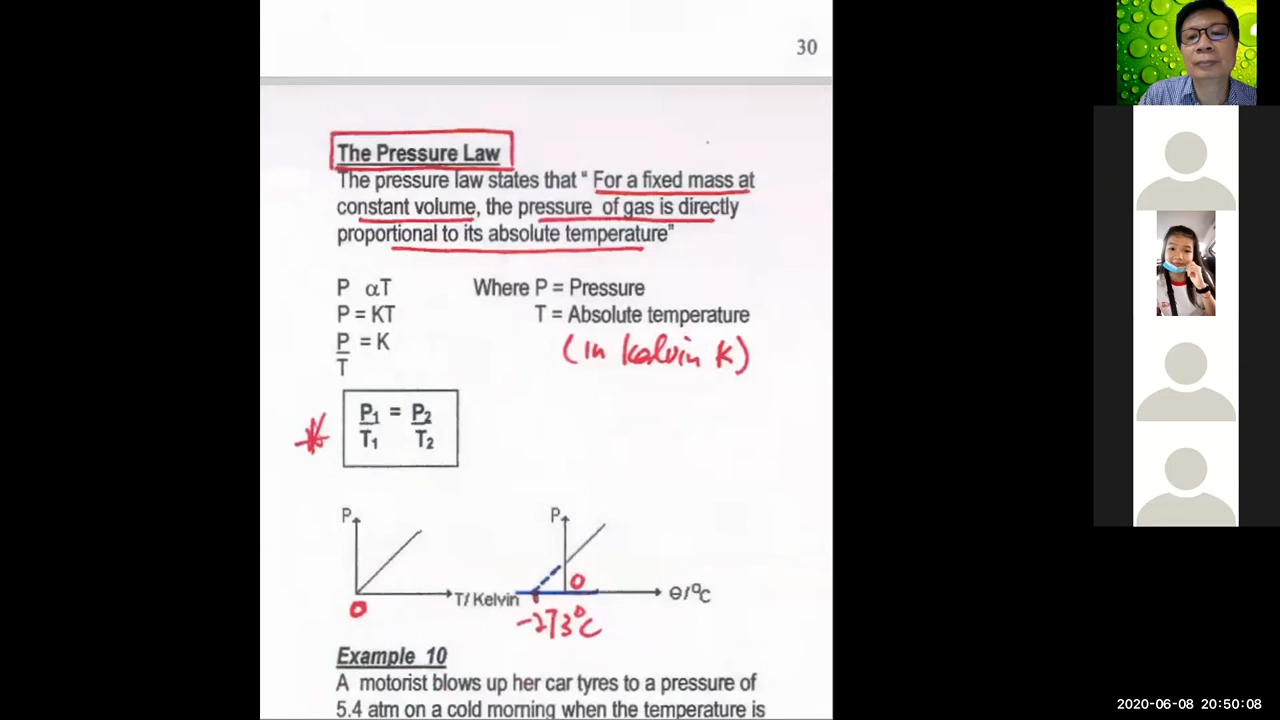 30
The Pressure Law
The pressure law states that " For a fixed mass at
constant volume, the pressure of gas is directly
proportional to its absolute temperature"
P αT Where P = Pressure
P = KT T = Absolute temperature
P = K
T
(in kelvin K)
P1 = P2
T1 T2
P P
O O
T/ Kelvin θ/°C
-273°C
Example 10
A motorist blows up her car tyres to a pressure of
5.4 atm on a cold morning when the temperature is
2020-06-08 20:50:08